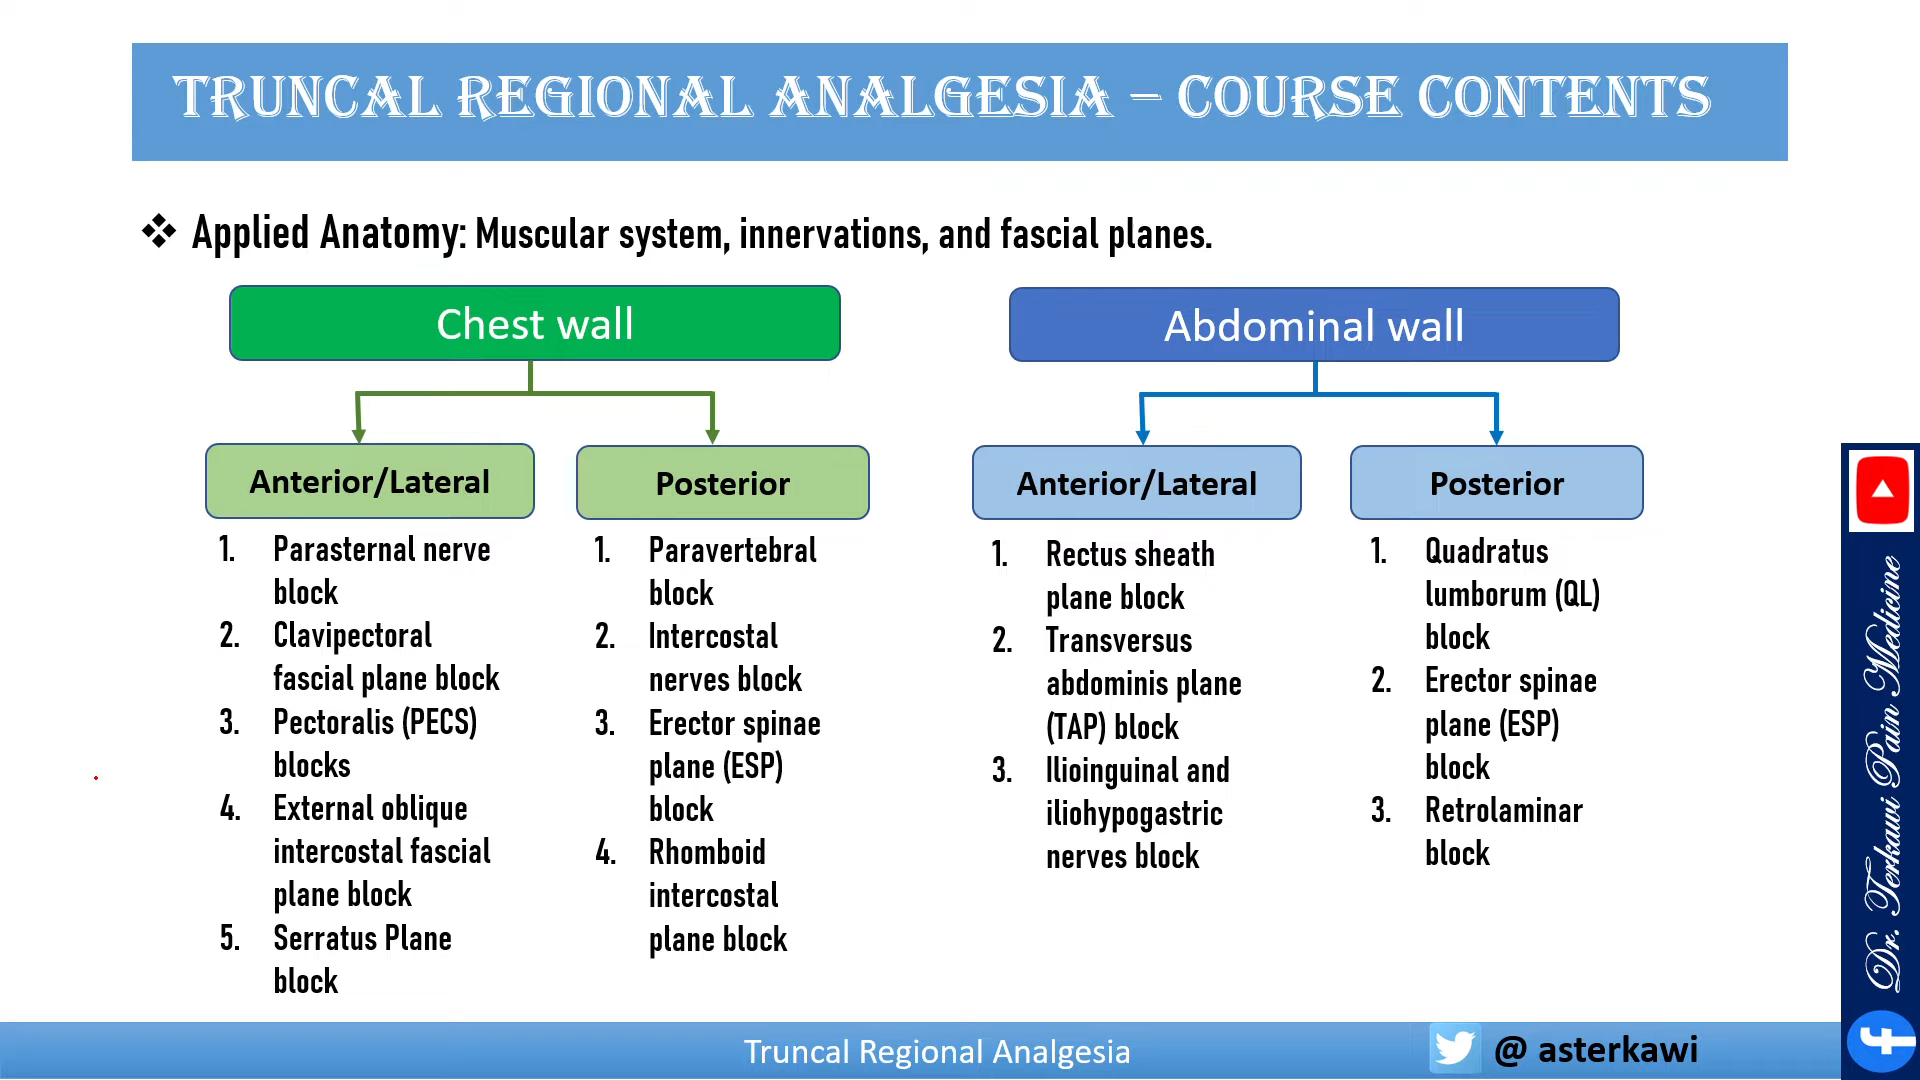 TRUNCAL REGIONAL ANALGESIA – COURSE CONTENTS
❖ Applied Anatomy: Muscular system, innervations, and fascial planes.
Chest wall
Anterior/Lateral
1. Parasternal nerve
block
2. Clavipectoral
fascial plane block
3. Pectoralis (PECS)
blocks
4. External oblique
intercostal fascial
plane block
5. Serratus Plane
block
Posterior
1. Paravertebral
block
2. Intercostal
nerves block
3. Erector spinae
plane (ESP)
block
4. Rhomboid
intercostal
plane block
Abdominal wall
Anterior/Lateral
1. Rectus sheath
plane block
2. Transversus
abdominis plane
(TAP) block
3. Ilioinguinal and
iliohypogastric
nerves block
Posterior
1. Quadratus
lumborum (QL)
block
2. Erector spinae
plane (ESP)
block
3. Retrolaminar
block
Dr. Terkawi Pain Medicine
Truncal Regional Analgesia
@ asterkawi